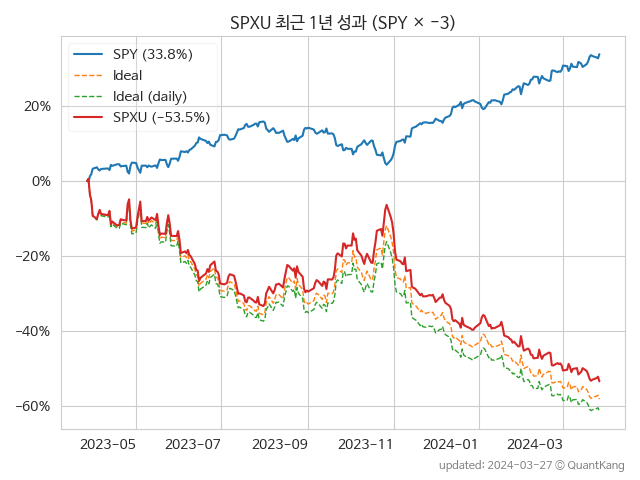 SPXU 최근 1년 성과 (SPY × −3)
SPY (33.8%)
Ideal
Ideal (daily)
SPXU (−53.5%)
20%
0%
−20%
−40%
−60%
2023-05 2023-07 2023-09 2023-11 2024-01 2024-03
updated: 2024-03-27 © QuantKang